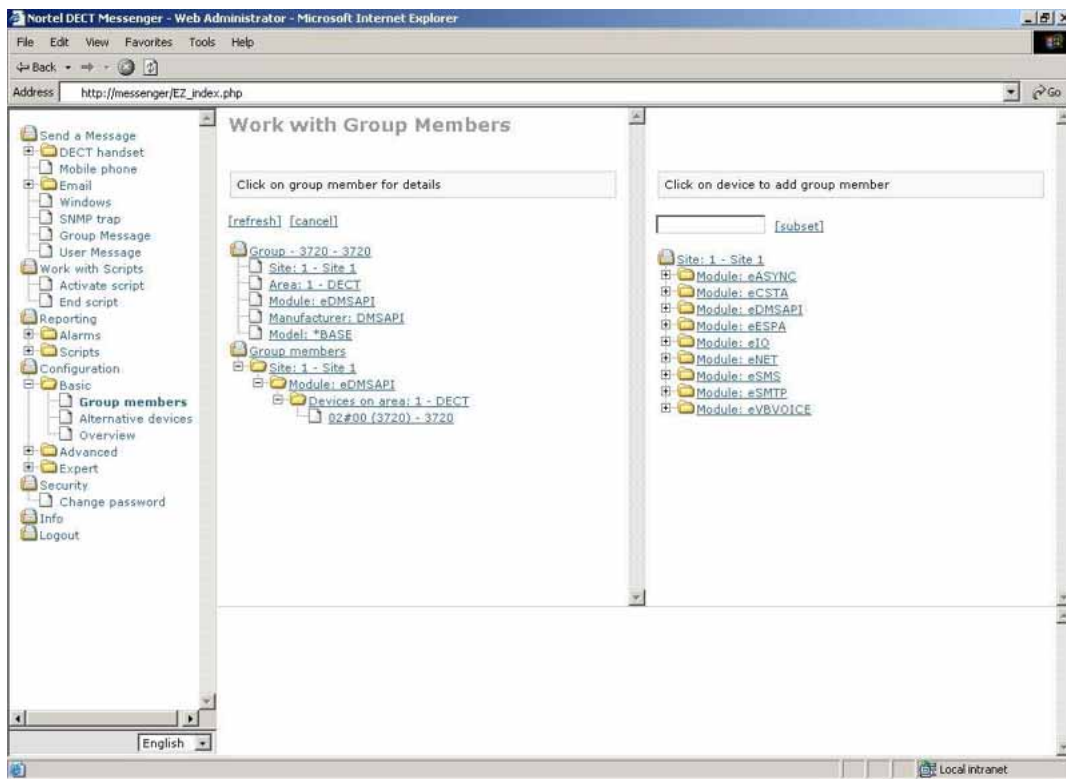 Nortel DECT Messenger - Web Administrator - Microsoft Internet Explorer
File Edit View Favorites Tools Help
Back
Address http://messenger/EZ_index.php Go
Send a Message
DECT handset
Mobile phone
Email
Windows
SNMP trap
Group Message
User Message
Work with Scripts
Activate script
End script
Reporting
Alarms
Scripts
Configuration
Basic
Group members
Alternative devices
Overview
Advanced
Expert
Security
Change password
Info
Logout
English
Work with Group Members
Click on group member for details
[refresh] [cancel]
Group - 3720 - 3720
Site: 1 - Site 1
Area: 1 - DECT
Module: eDMSAPI
Manufacturer: DMSAPI
Model: *BASE
Group members
Site: 1 - Site 1
Module: eDMSAPI
Devices on area: 1 - DECT
02#00 (3720) - 3720
Click on device to add group member
[subset]
Site: 1 - Site 1
Module: eASYNC
Module: eCSTA
Module: eDMSAPI
Module: eESPA
Module: eIO
Module: eNET
Module: eSMS
Module: eSMTP
Module: eVBVOICE
Local intranet